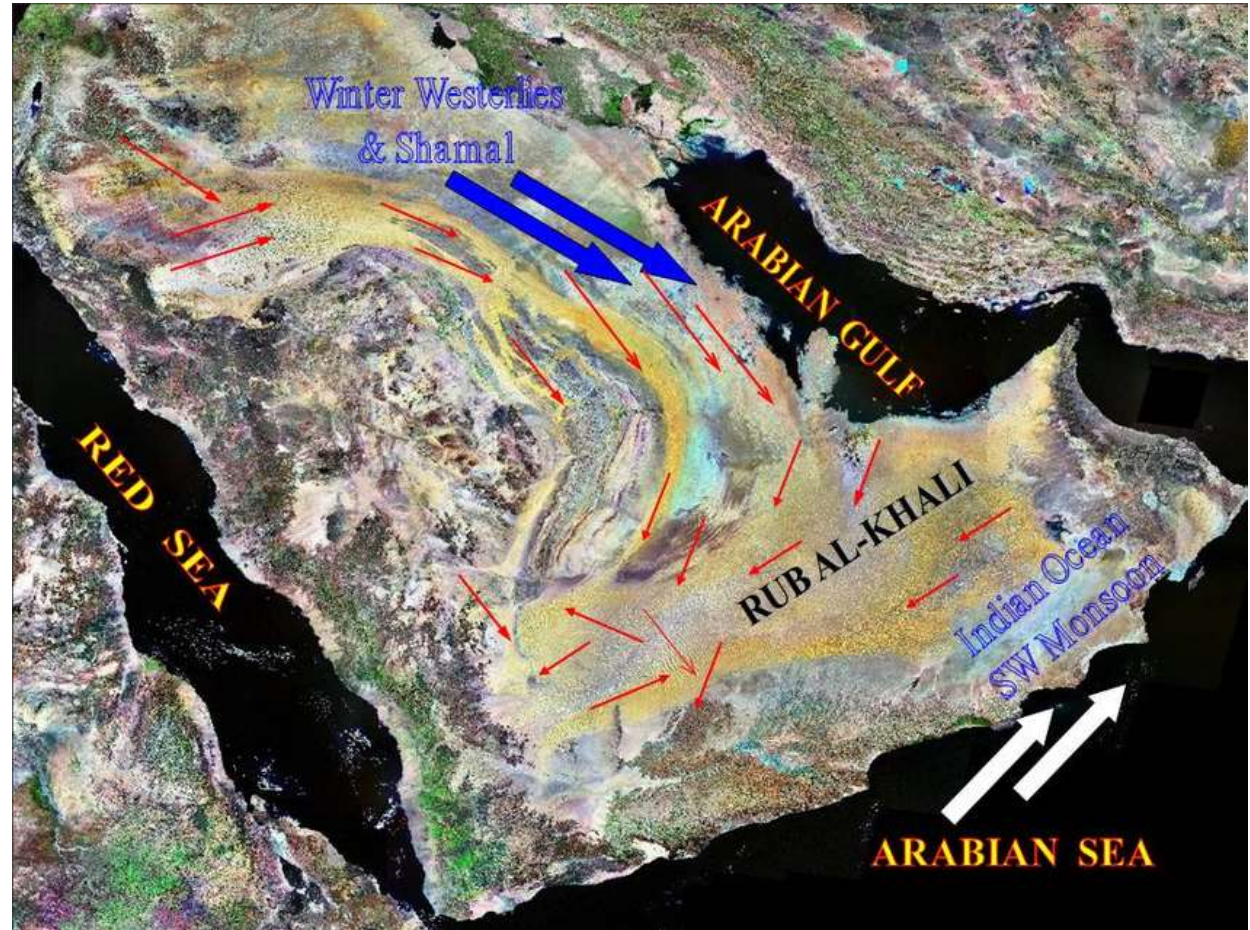 Winter Westerlies
& Shamal
ARABIAN GULF
RED SEA
RUB AL-KHALI
Indian Ocean
SW Monsoon
ARABIAN SEA